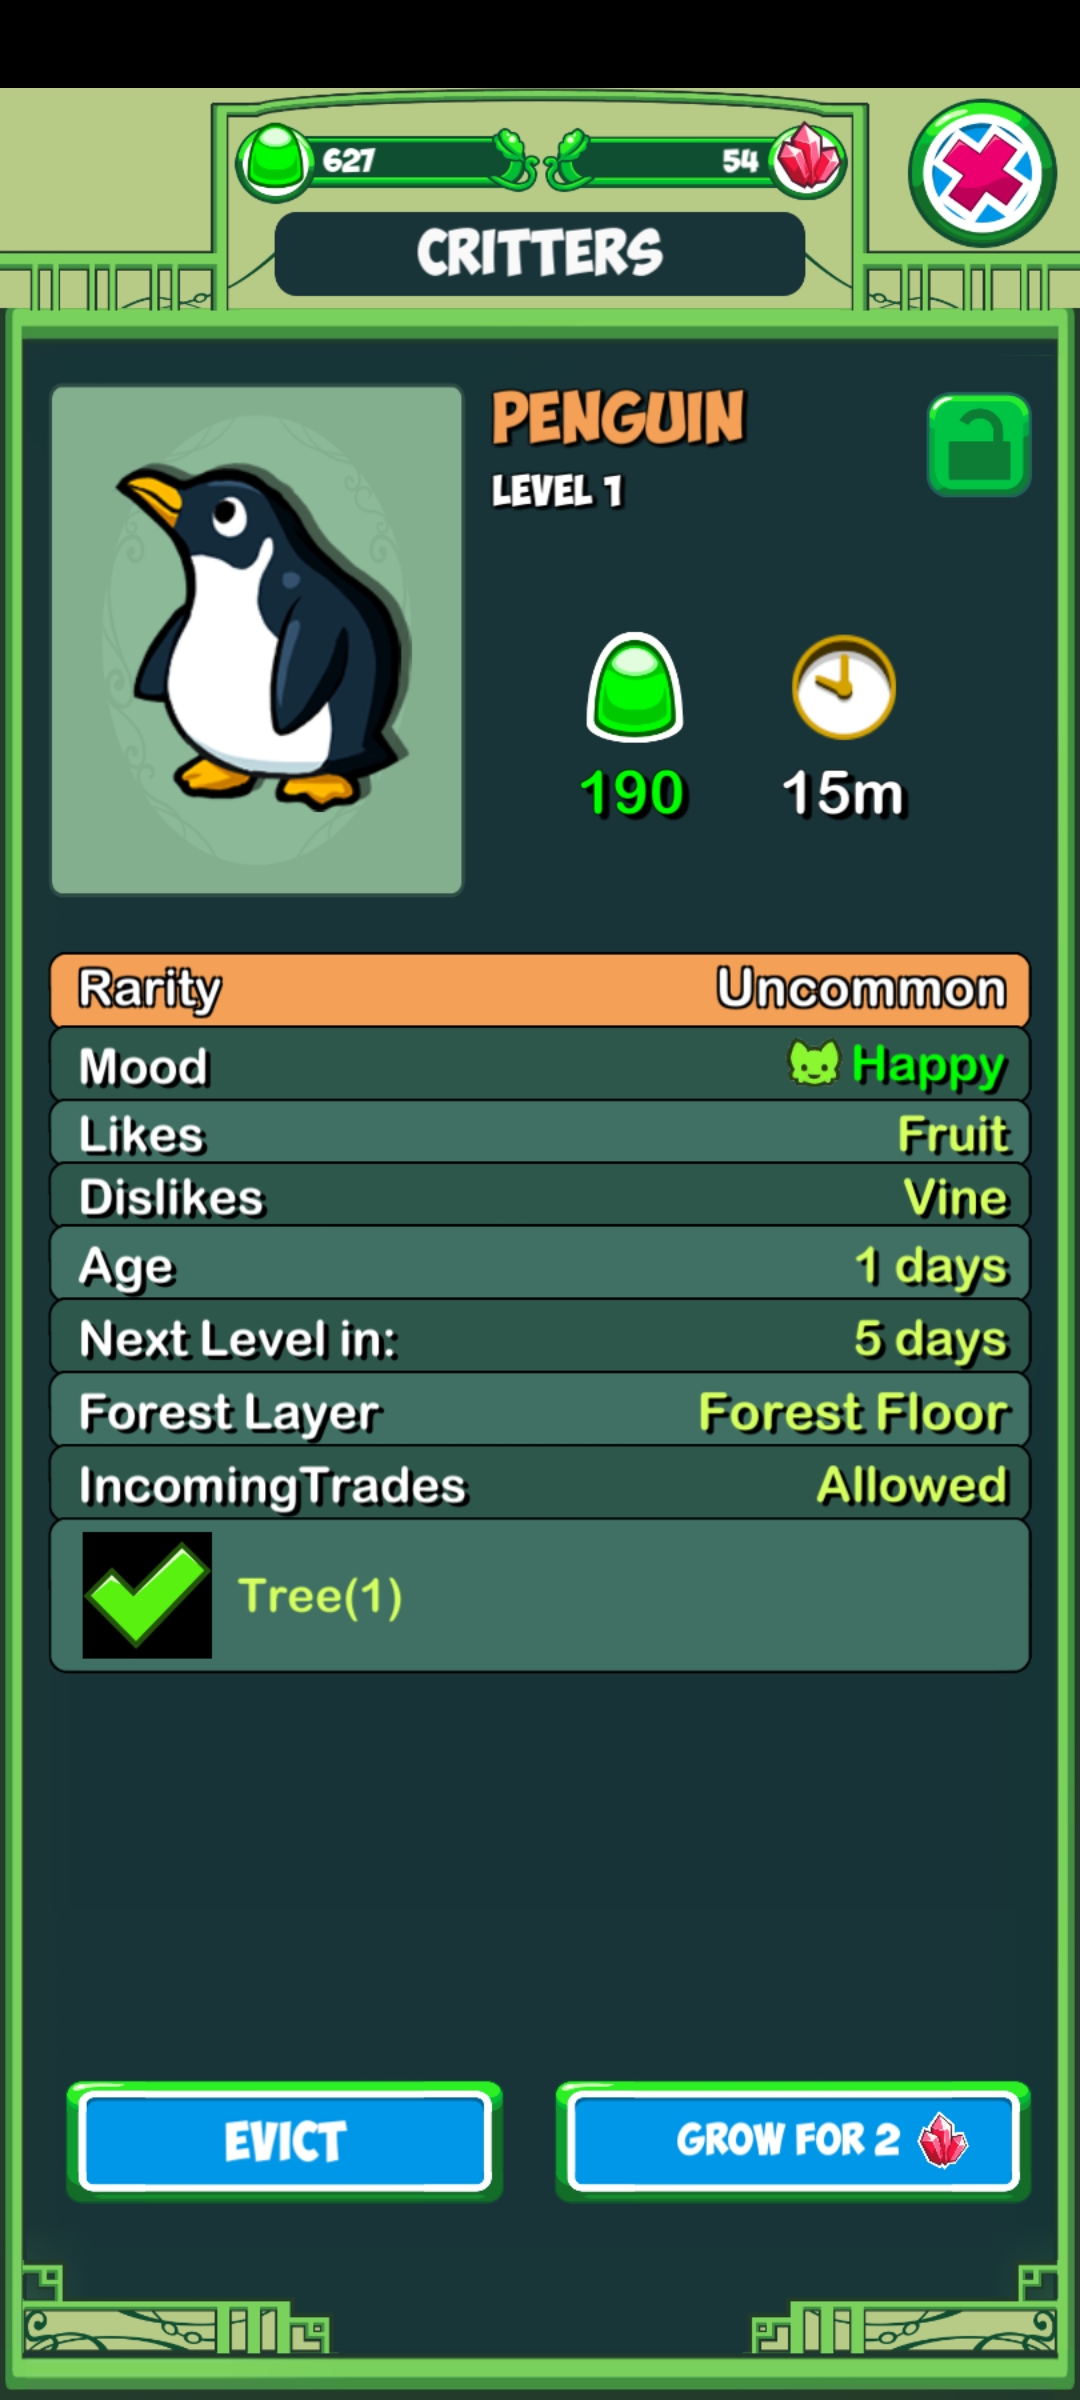 627
54
CRITTERS
PENGUIN
LEVEL 1
190
15m
Rarity Uncommon
Mood Happy
Likes Fruit
Dislikes Vine
Age 1 days
Next Level in: 5 days
Forest Layer Forest Floor
IncomingTrades Allowed
Tree(1)
EVICT
GROW FOR 2